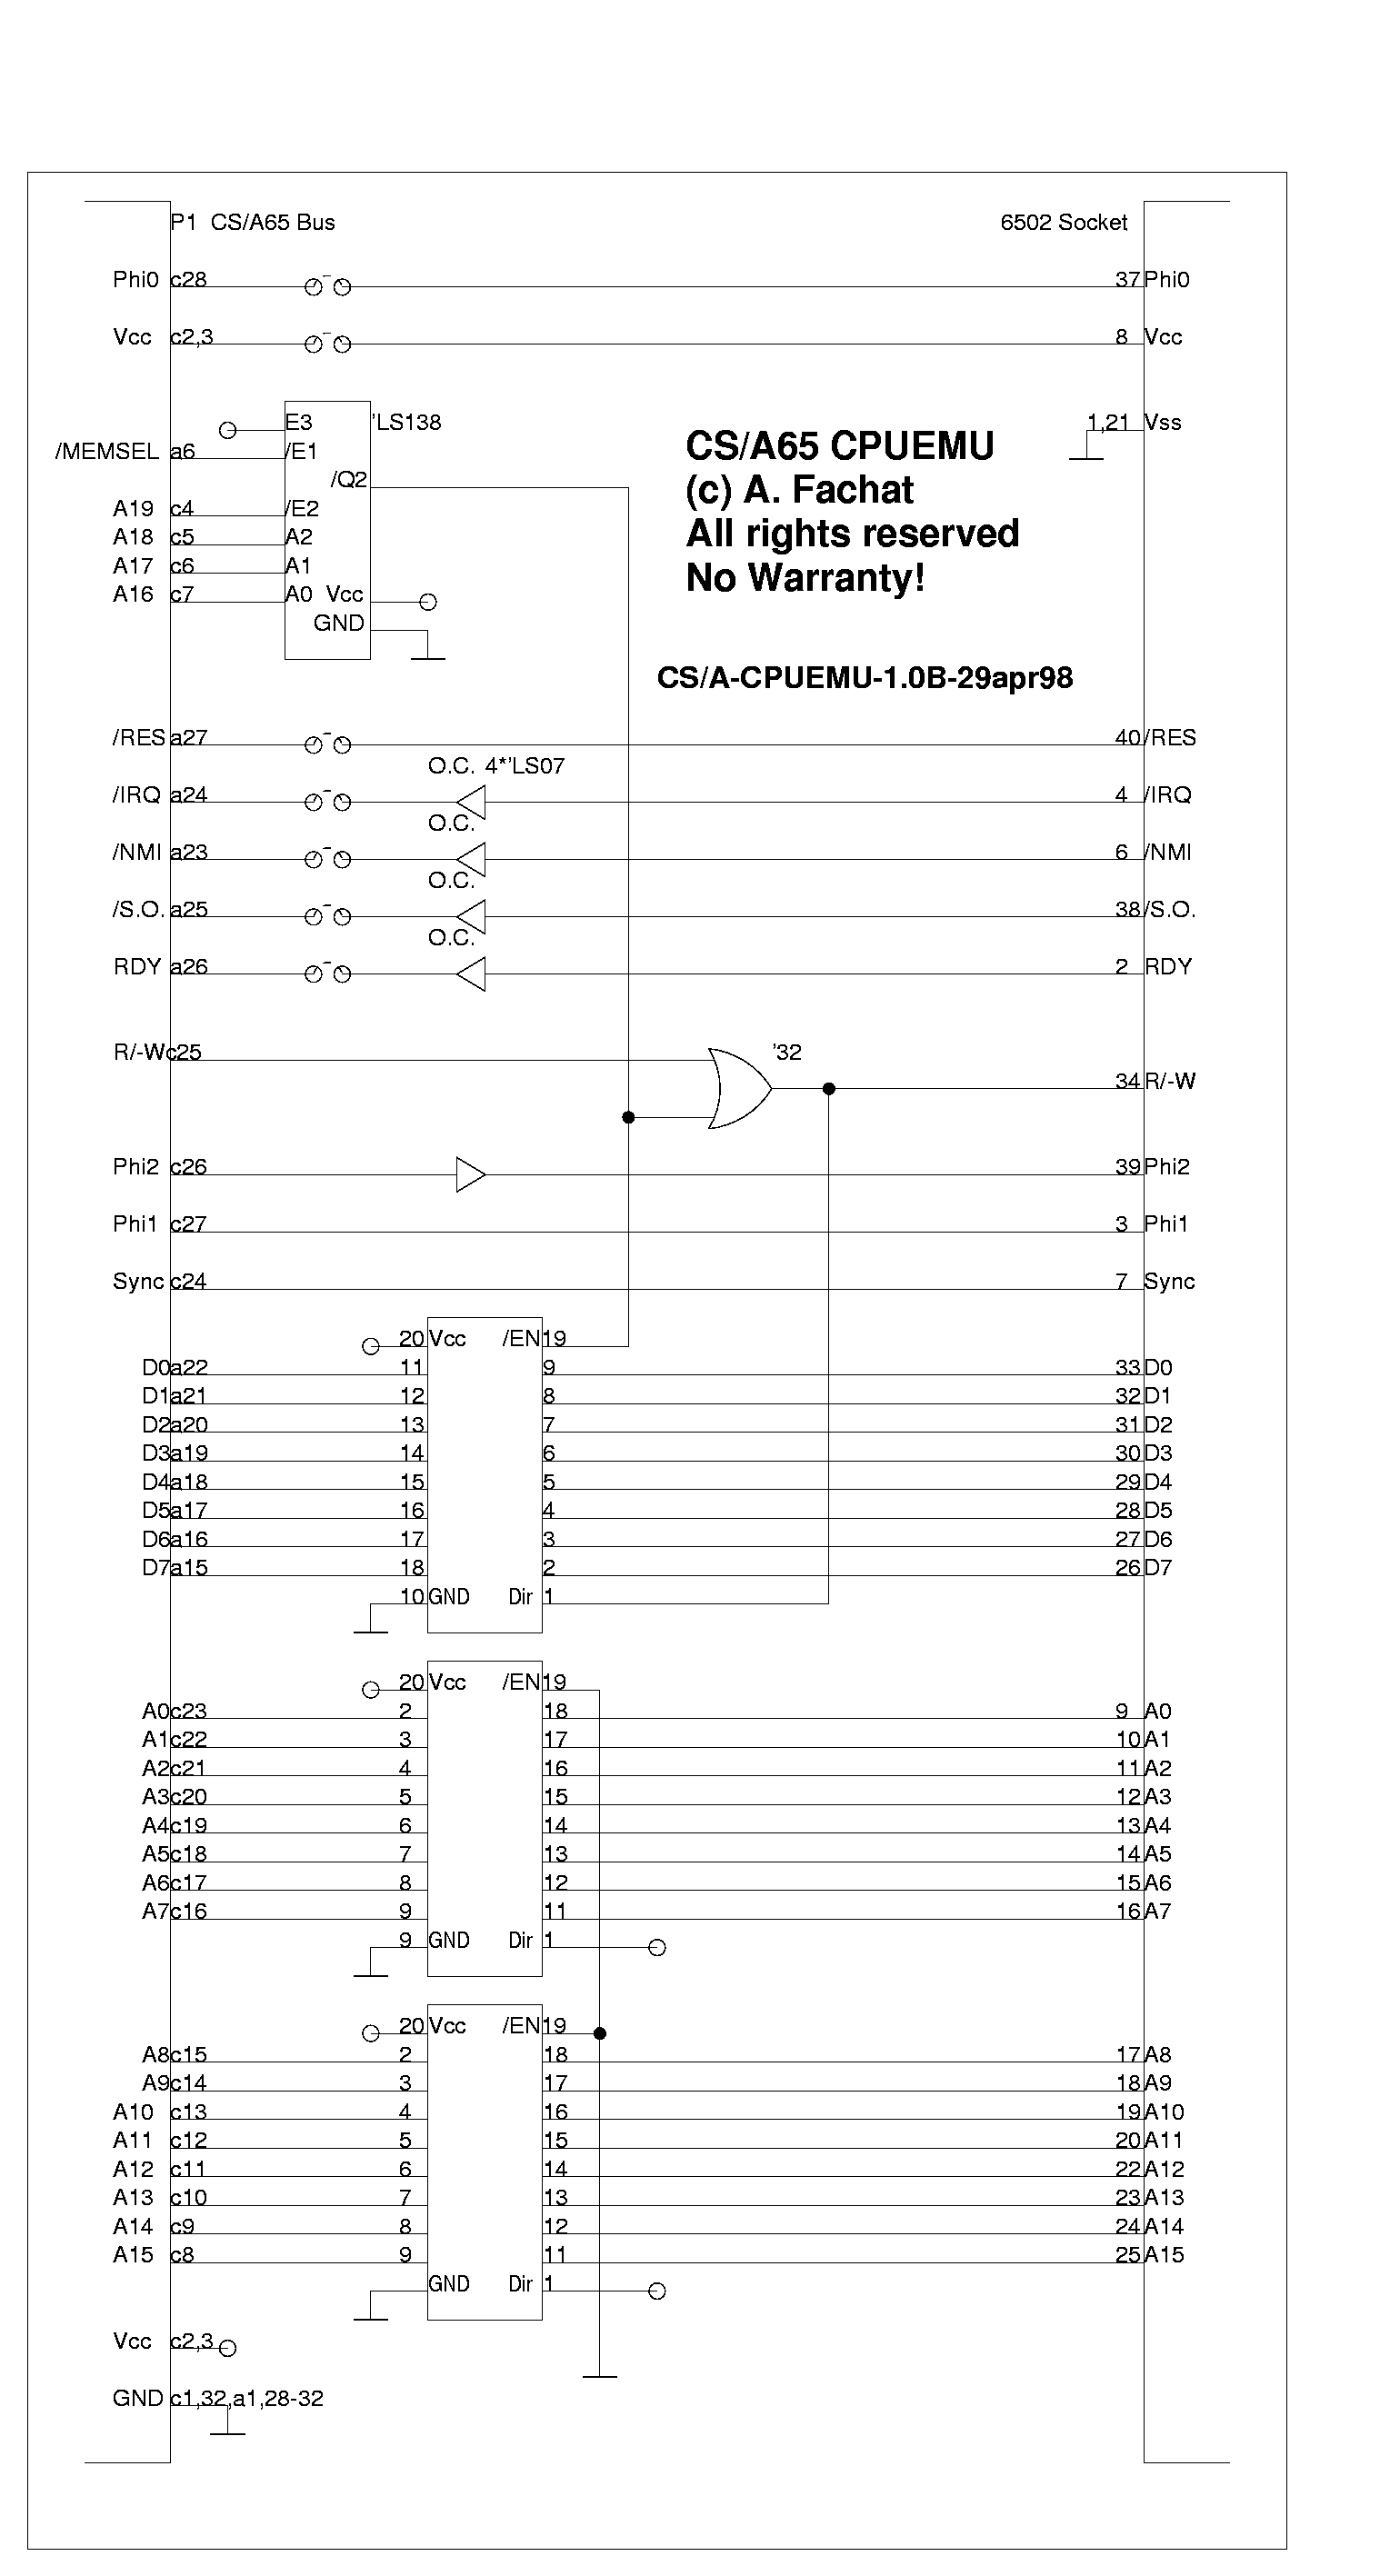 P1 CS/A65 Bus 6502 Socket
Phi0 c28 37 Phi0
Vcc c2,3 8 Vcc
E3 'LS138 1,21 Vss
/MEMSEL a6 /E1
/Q2
A19 c4 /E2
A18 c5 A2
A17 c6 A1
A16 c7 A0 Vcc
GND
CS/A65 CPUEMU
(c) A. Fachat
All rights reserved
No Warranty!
CS/A-CPUEMU-1.0B-29apr98
/RES a27 40 /RES
O.C. 4*'LS07
/IRQ a24 4 /IRQ
O.C.
/NMI a23 6 /NMI
O.C.
/S.O. a25 38 /S.O.
O.C.
RDY a26 2 RDY
R/-W c25 '32
34 R/-W
Phi2 c26 39 Phi2
Phi1 c27 3 Phi1
Sync c24 7 Sync
20 Vcc /EN 19
D0 a22 11 9 33 D0
D1 a21 12 8 32 D1
D2 a20 13 7 31 D2
D3 a19 14 6 30 D3
D4 a18 15 5 29 D4
D5 a17 16 4 28 D5
D6 a16 17 3 27 D6
D7 a15 18 2 26 D7
10 GND Dir 1
20 Vcc /EN 19
A0 c23 2 18 9 A0
A1 c22 3 17 10 A1
A2 c21 4 16 11 A2
A3 c20 5 15 12 A3
A4 c19 6 14 13 A4
A5 c18 7 13 14 A5
A6 c17 8 12 15 A6
A7 c16 9 11 16 A7
9 GND Dir 1
20 Vcc /EN 19
A8 c15 2 18 17 A8
A9 c14 3 17 18 A9
A10 c13 4 16 19 A10
A11 c12 5 15 20 A11
A12 c11 6 14 22 A12
A13 c10 7 13 23 A13
A14 c9 8 12 24 A14
A15 c8 9 11 25 A15
GND Dir 1
Vcc c2,3
GND c1,32,a1,28-32